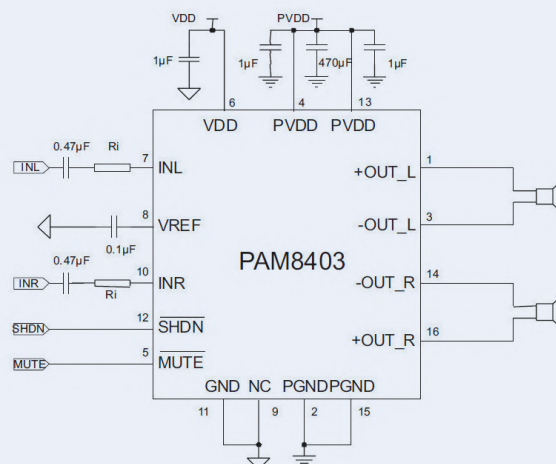 VDD
PVDD
1µF
1µF
470µF
1µF
6
4
13
VDD
PVDD
PVDD
0.47µF
Ri
INL
7
INL
+OUT_L
1
8
VREF
-OUT_L
3
0.1µF
PAM8403
0.47µF
INR
10
INR
-OUT_R
14
Ri
SHDN
12
SHDN
+OUT_R
16
MUTE
5
MUTE
GND
NC
PGND
PGND
11
9
2
15